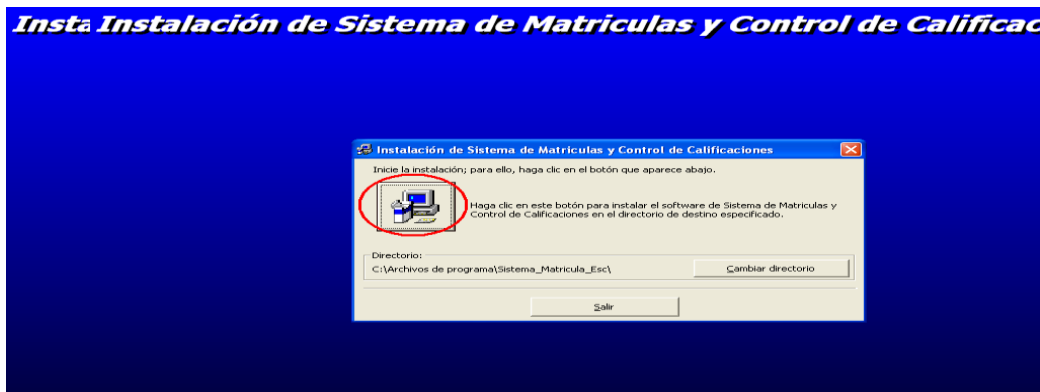 Insta Instalación de Sistema de Matriculas y Control de Calificac
Instalación de Sistema de Matriculas y Control de Calificaciones
Inicie la instalación; para ello, haga clic en el botón que aparece abajo.
Haga clic en este botón para instalar el software de Sistema de Matriculas y
Control de Calificaciones en el directorio de destino especificado.
Directorio:
C:\Archivos de programa\Sistema_Matricula_Esc\
Cambiar directorio
Salir